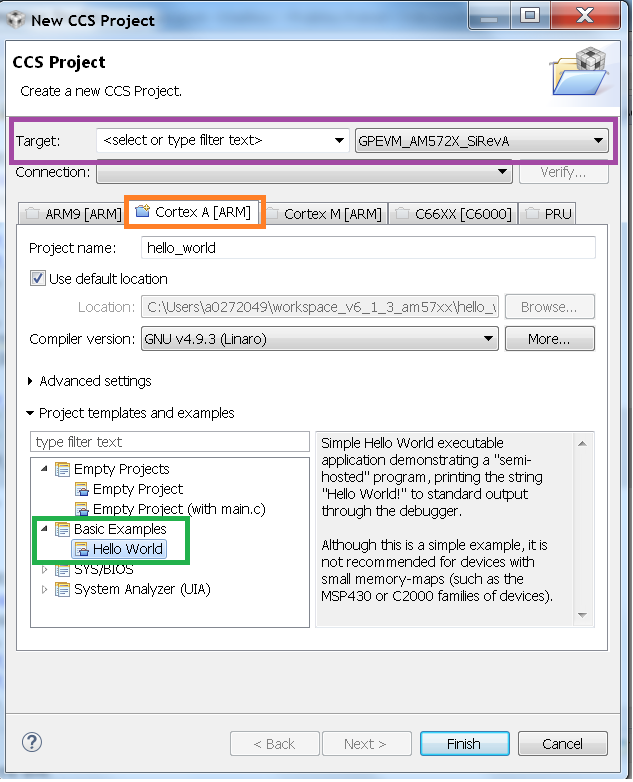 New CCS Project
CCS Project
Create a new CCS Project.
Target: <select or type filter text> GPEVM_AM572X_SiRevA
Connection: Verify...
ARM9 [ARM] Cortex A [ARM] Cortex M [ARM] C66XX [C6000] PRU
Project name: hello_world
Use default location
Location: C:\Users\a0272049\workspace_v6_1_3_am57xx\hello_v Browse...
Compiler version: GNU v4.9.3 (Linaro) More...
Advanced settings
Project templates and examples
type filter text
Empty Projects
Empty Project
Empty Project (with main.c)
Basic Examples
Hello World
SYS/BIOS
System Analyzer (UIA)
Simple Hello World executable
application demonstrating a "semi-
hosted" program, printing the string
"Hello World!" to standard output
through the debugger.
Although this is a simple example, it is
not recommended for devices with
small memory-maps (such as the
MSP430 or C2000 families of devices).
? < Back Next > Finish Cancel